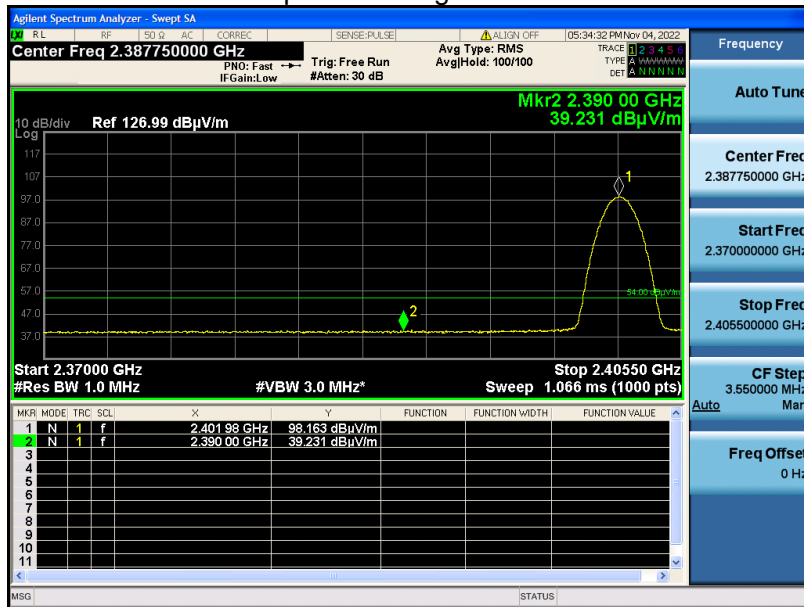 Agilent Spectrum Analyzer - Swept SA
LXI RL RF 50 Ω AC CORREC SENSE:PULSE ALIGN OFF 05:34:32 PM Nov 04, 2022
Center Freq 2.387750000 GHz
PNO: Fast
IFGain:Low
Trig: Free Run
#Atten: 30 dB
Avg Type: RMS
Avg|Hold: 100/100
TRACE 1 2 3 4 5 6
TYPE A WWWWW
DET A N N N N N
Mkr2 2.390 00 GHz
39.231 dBµV/m
10 dB/div Ref 126.99 dBµV/m
Log
117
107
97.0
87.0
77.0
67.0
57.0
47.0
37.0
1
2
54.00 dBµV/m
Start 2.37000 GHz Stop 2.40550 GHz
#Res BW 1.0 MHz #VBW 3.0 MHz* Sweep 1.066 ms (1000 pts)
MKR MODE TRC SCL X Y FUNCTION FUNCTION WIDTH FUNCTION VALUE
1 N 1 f 2.401 98 GHz 98.163 dBµV/m
2 N 1 f 2.390 00 GHz 39.231 dBµV/m
3
4
5
6
7
8
9
10
11
MSG STATUS
Frequency
Auto Tune
Center Freq
2.387750000 GHz
Start Freq
2.370000000 GHz
Stop Freq
2.405500000 GHz
CF Step
3.550000 MHz
Auto Man
Freq Offset
0 Hz